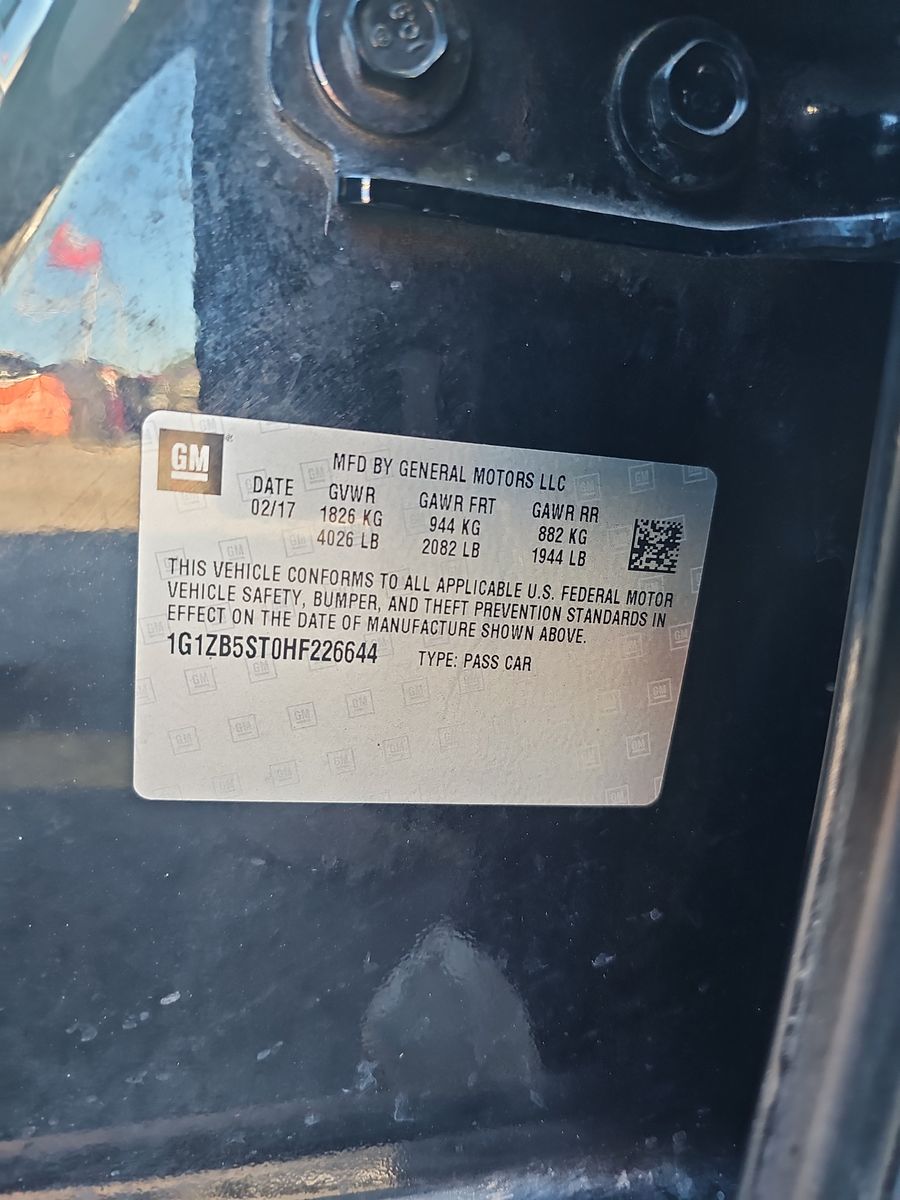 GM
MFD BY GENERAL MOTORS LLC
DATE GVWR GAWR FRT GAWR RR
02/17 1826 KG 944 KG 882 KG
4026 LB 2082 LB 1944 LB
THIS VEHICLE CONFORMS TO ALL APPLICABLE U.S. FEDERAL MOTOR
VEHICLE SAFETY, BUMPER, AND THEFT PREVENTION STANDARDS IN
EFFECT ON THE DATE OF MANUFACTURE SHOWN ABOVE.
1G1ZB5ST0HF226644 TYPE: PASS CAR